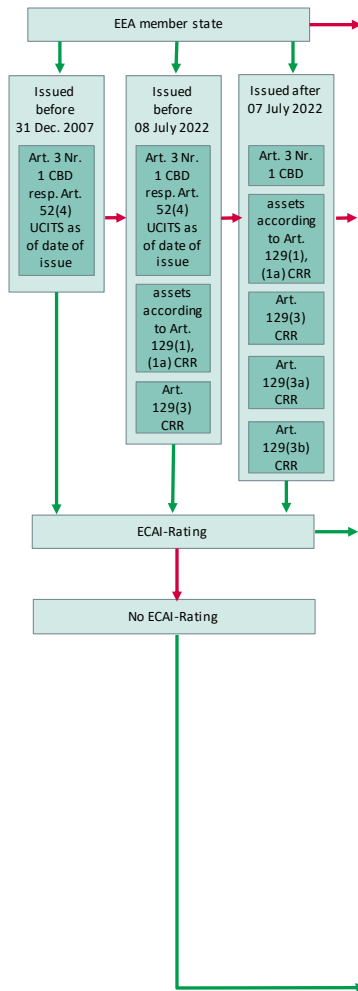 EEA member state
Issued
before
31 Dec. 2007
Art. 3 Nr.
1 CBD
resp. Art.
52(4)
UCITS as
of date of
issue
Issued
before
08 July 2022
Art. 3 Nr.
1 CBD
resp. Art.
52(4)
UCITS as
of date of
issue
assets
according
to Art.
129(1),
(1a) CRR
Art.
129(3)
CRR
Issued after
07 July 2022
Art. 3 Nr.
1 CBD
assets
according
to Art.
129(1),
(1a) CRR
Art.
129(3)
CRR
Art.
129(3a)
CRR
Art.
129(3b)
CRR
ECAI-Rating
No ECAI-Rating